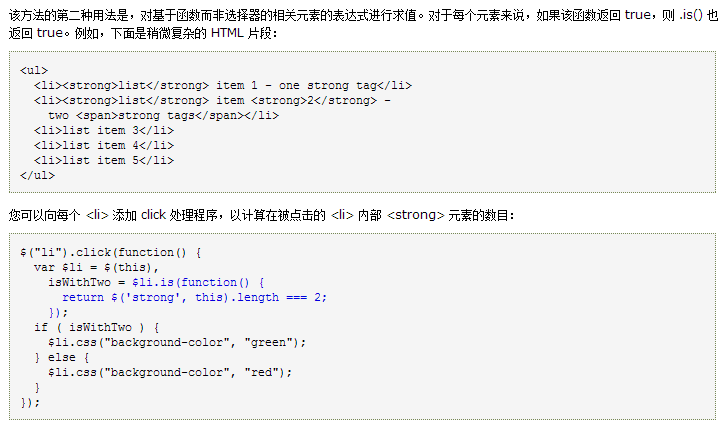 该方法的第二种用法是，对基于函数而非选择器的相关元素的表达式进行求值。对于每个元素来说，如果该函数返回 true，则 .is() 也
返回 true。例如，下面是稍微复杂的 HTML 片段：
<ul>
  <li><strong>list</strong> item 1 - one strong tag</li>
  <li><strong>list</strong> item <strong>2</strong> -
    two <span>strong tags</span></li>
  <li>list item 3</li>
  <li>list item 4</li>
  <li>list item 5</li>
</ul>
您可以向每个 <li> 添加 click 处理程序，以计算在被点击的 <li> 内部 <strong> 元素的数目：
$("li").click(function() {
  var $li = $(this),
    isWithTwo = $li.is(function() {
      return $('strong', this).length === 2;
    });
  if ( isWithTwo ) {
    $li.css("background-color", "green");
  } else {
    $li.css("background-color", "red");
  }
});